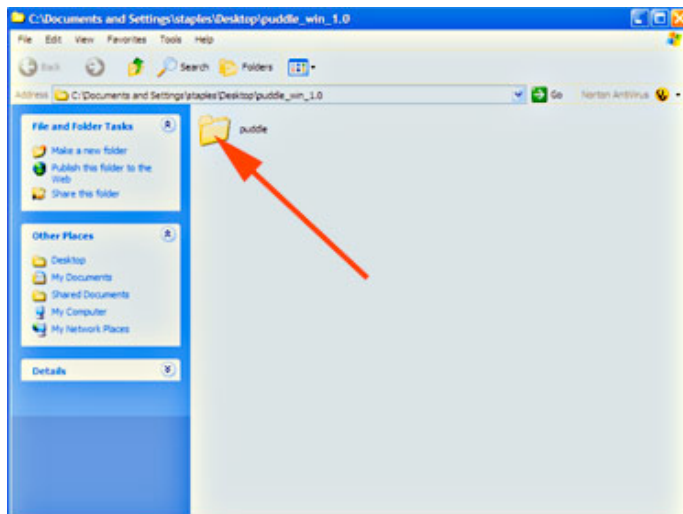 C:\Documents and Settings\staples\Desktop\puddle_win_1.0
File Edit View Favorites Tools Help
Back Search Folders
Address C:\Documents and Settings\staples\Desktop\puddle_win_1.0 Go Norton AntiVirus
File and Folder Tasks
Make a new folder
Publish this folder to the
Web
Share this folder
puddle
Other Places
Desktop
My Documents
Shared Documents
My Computer
My Network Places
Details